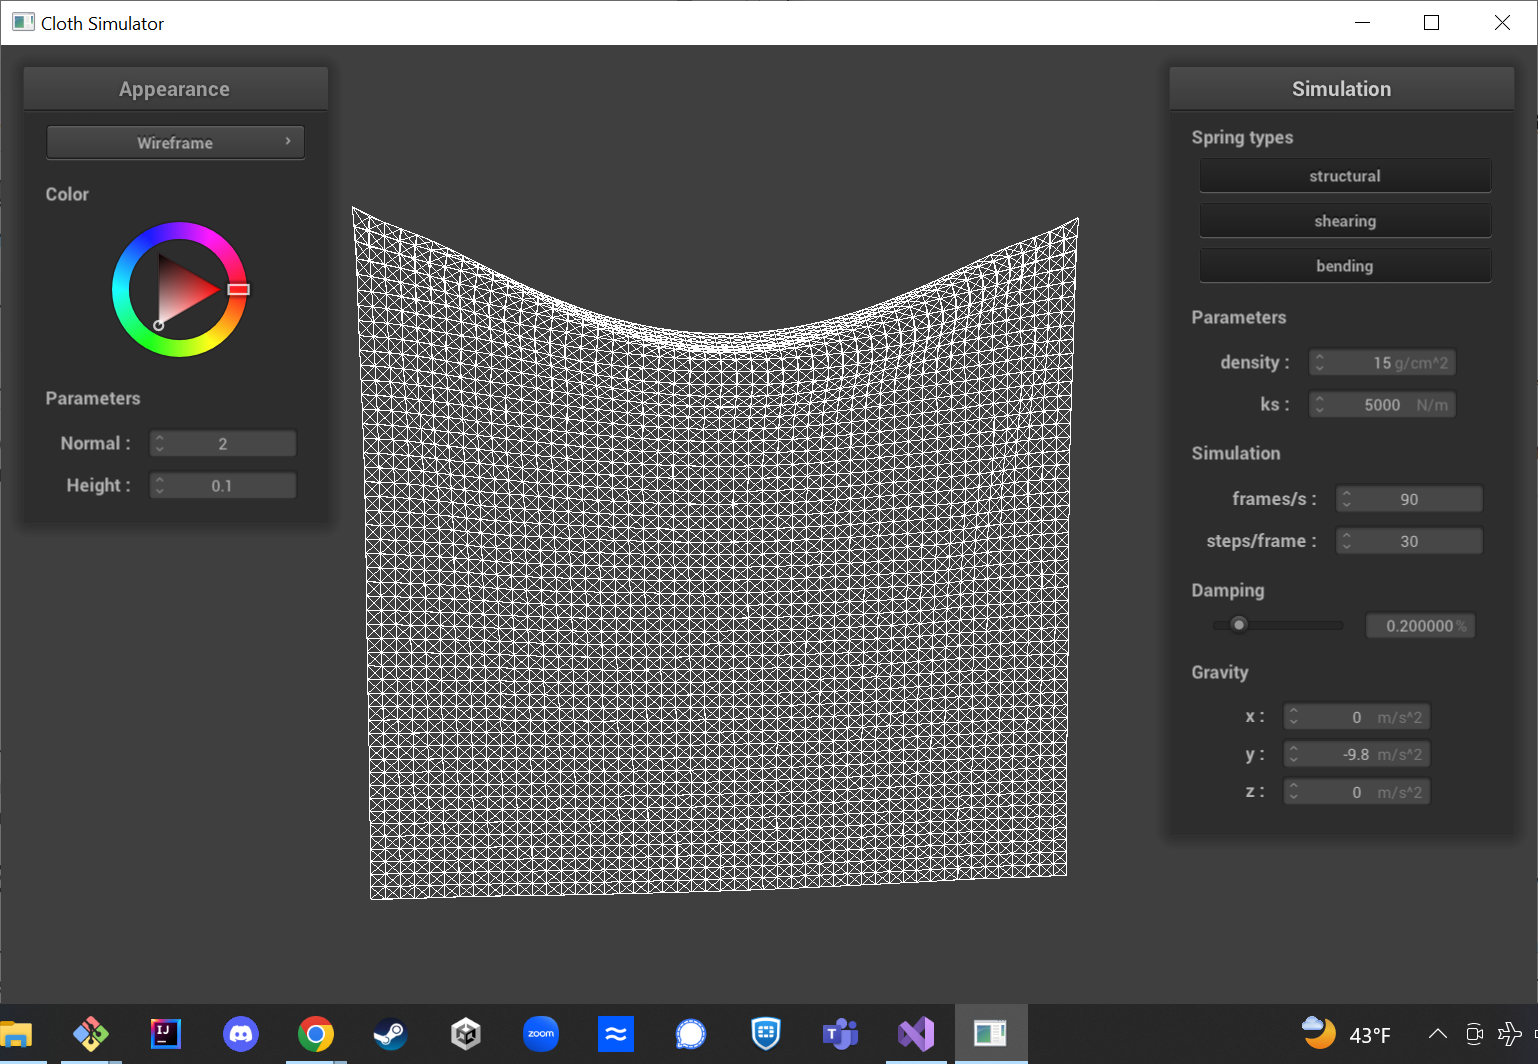 Cloth Simulator
Appearance
Wireframe
Color
Parameters
Normal : 2
Height : 0.1
Simulation
Spring types
structural
shearing
bending
Parameters
density : 15 g/cm^2
ks : 5000 N/m
Simulation
frames/s : 90
steps/frame : 30
Damping
0.200000 %
Gravity
x : 0 m/s^2
y : -9.8 m/s^2
z : 0 m/s^2
IJ
zoom
T
43°F